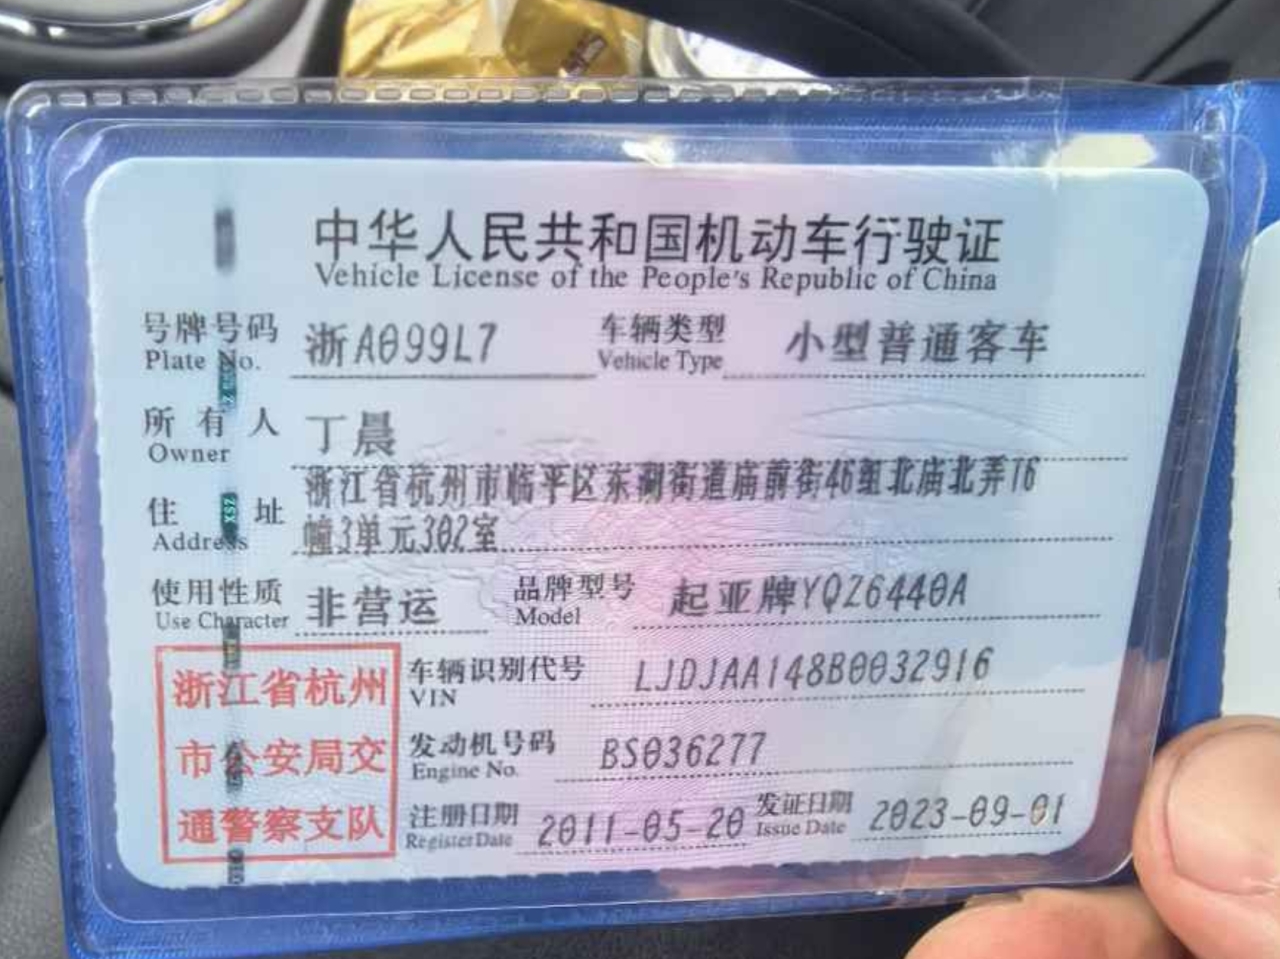 中华人民共和国机动车行驶证
Vehicle License of the People's Republic of China
号牌号码 浙A099L7 车辆类型 小型普通客车
Plate No. Vehicle Type
所有人 丁晨
Owner
浙江省杭州市临平区东湖街道庙前街46组北庙北弄16
住址 幢3单元302室
Address
使用性质 非营运 品牌型号 起亚牌YQZ6440A
Use Character Model
浙江省杭州 车辆识别代号 LJDJAA148B0032916
VIN
市公安局交 发动机号码 BS036277
Engine No.
通警察支队 注册日期 2011-05-20 发证日期 2023-09-01
Register Date Issue Date